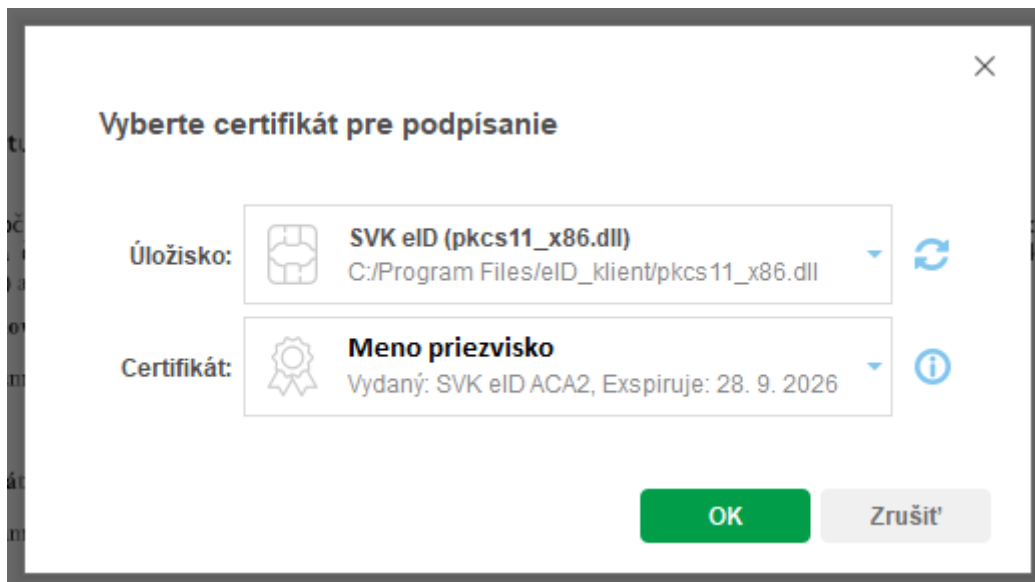 Vyberte certifikát pre podpísanie
Úložisko:
SVK eID (pkcs11_x86.dll)
C:/Program Files/eID_klient/pkcs11_x86.dll
Certifikát:
Meno priezvisko
Vydaný: SVK eID ACA2, Exspiruje: 28. 9. 2026
OK
Zrušiť